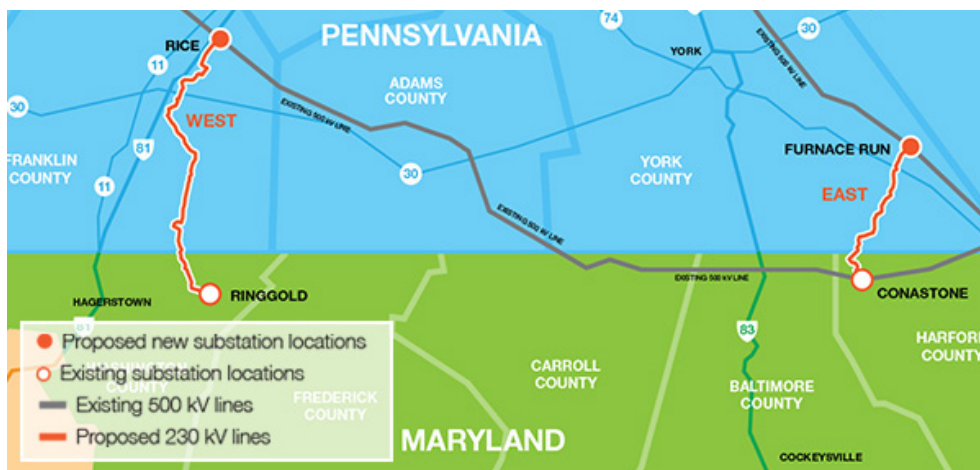 PENNSYLVANIA
74
30
RICE
YORK
EXISTING 500 kV LINE
11
ADAMS
COUNTY
30
WEST
EXISTING 500 kV LINE
81
FURNACE RUN
FRANKLIN
COUNTY
YORK
COUNTY
30
11
EAST
EXISTING 500 kV LINE
EXISTING 500 kV LINE
RINGGOLD
CONASTONE
HAGERSTOWN
81
83
HARFORD
COUNTY
Proposed new substation locations
WASHINGTON
COUNTY
Existing substation locations
CARROLL
COUNTY
BALTIMORE
COUNTY
FREDERICK
COUNTY
Existing 500 kV lines
Proposed 230 kV lines
MARYLAND
COCKEYSVILLE